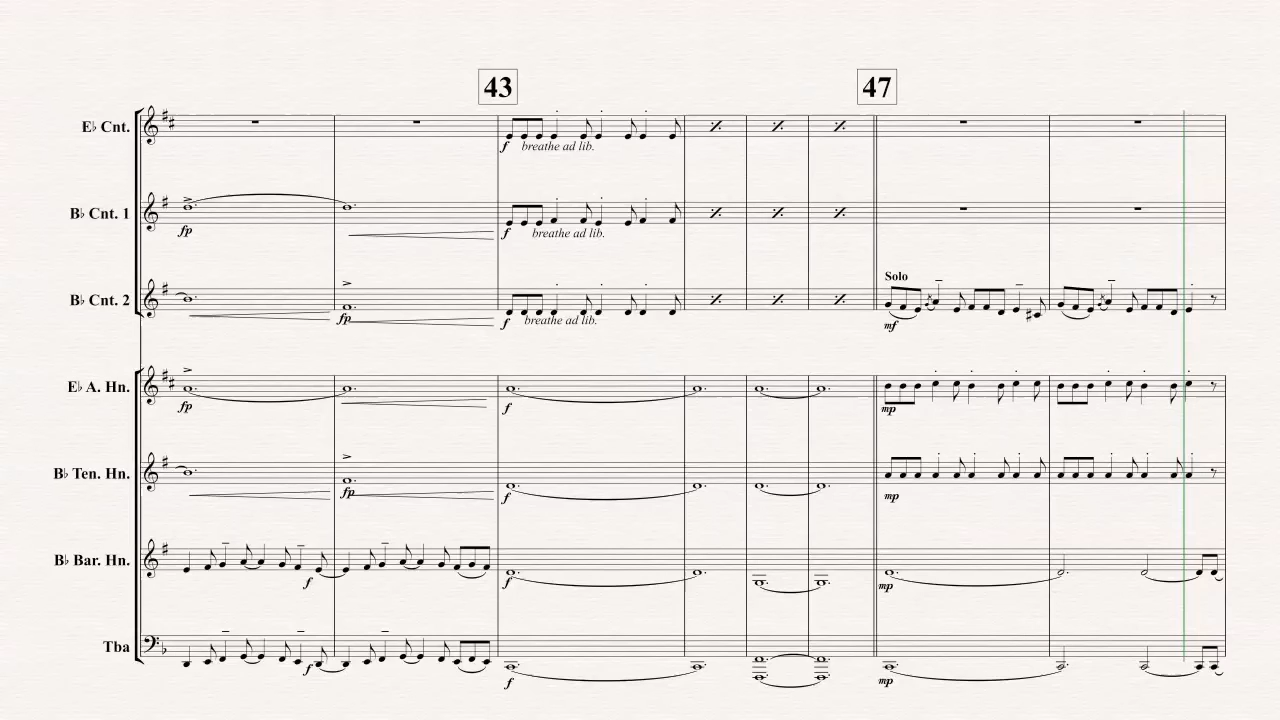 43
47
E♭ Cnt.
f breathe ad lib.
B♭ Cnt. 1
fp
f breathe ad lib.
Solo
B♭ Cnt. 2
fp
f breathe ad lib.
mf
E♭ A. Hn.
fp
f
mp
B♭ Ten. Hn.
fp
f
mp
B♭ Bar. Hn.
f
f
mp
Tba
f
f
mp